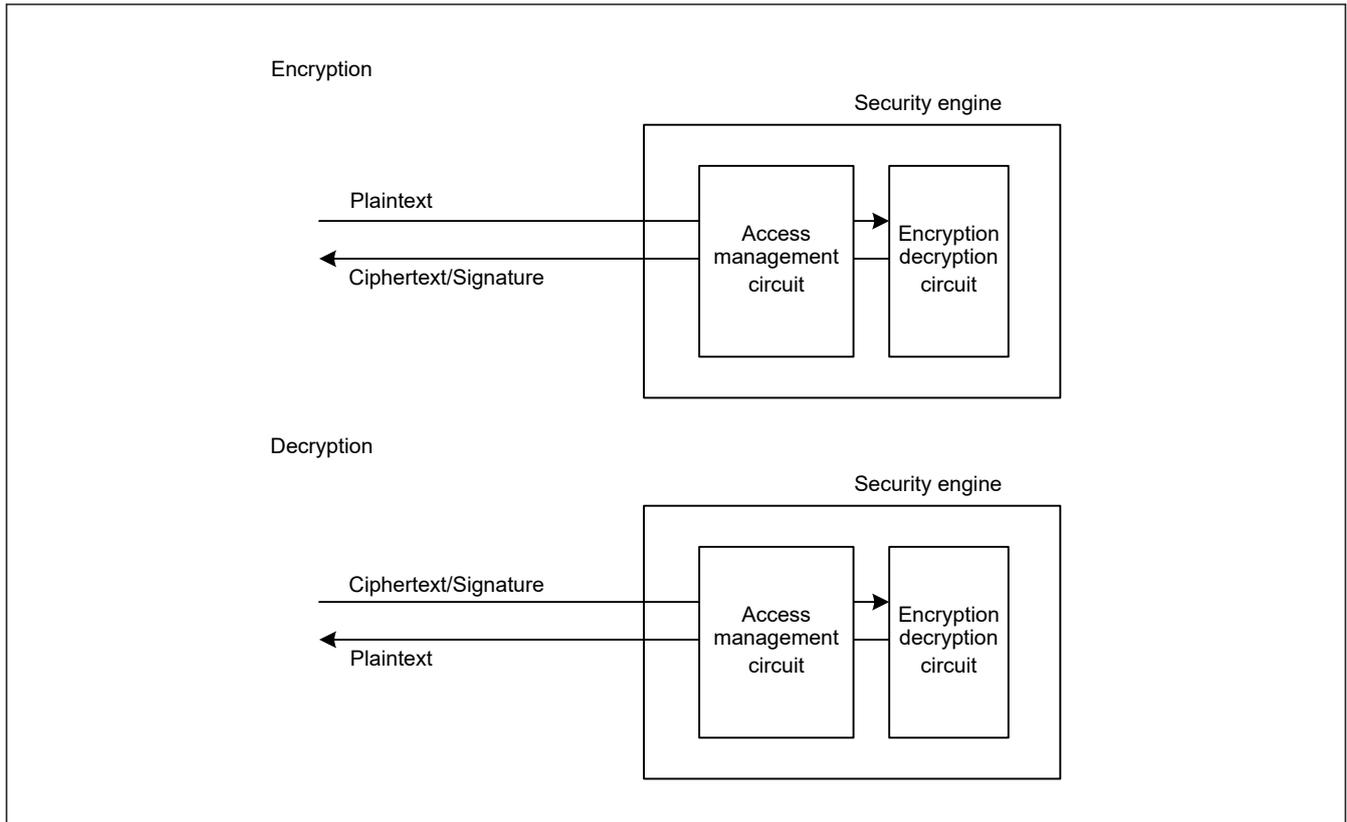 Encryption
Security engine
Plaintext
Ciphertext/Signature
Access
management
circuit
Encryption
decryption
circuit
Decryption
Security engine
Ciphertext/Signature
Plaintext
Access
management
circuit
Encryption
decryption
circuit